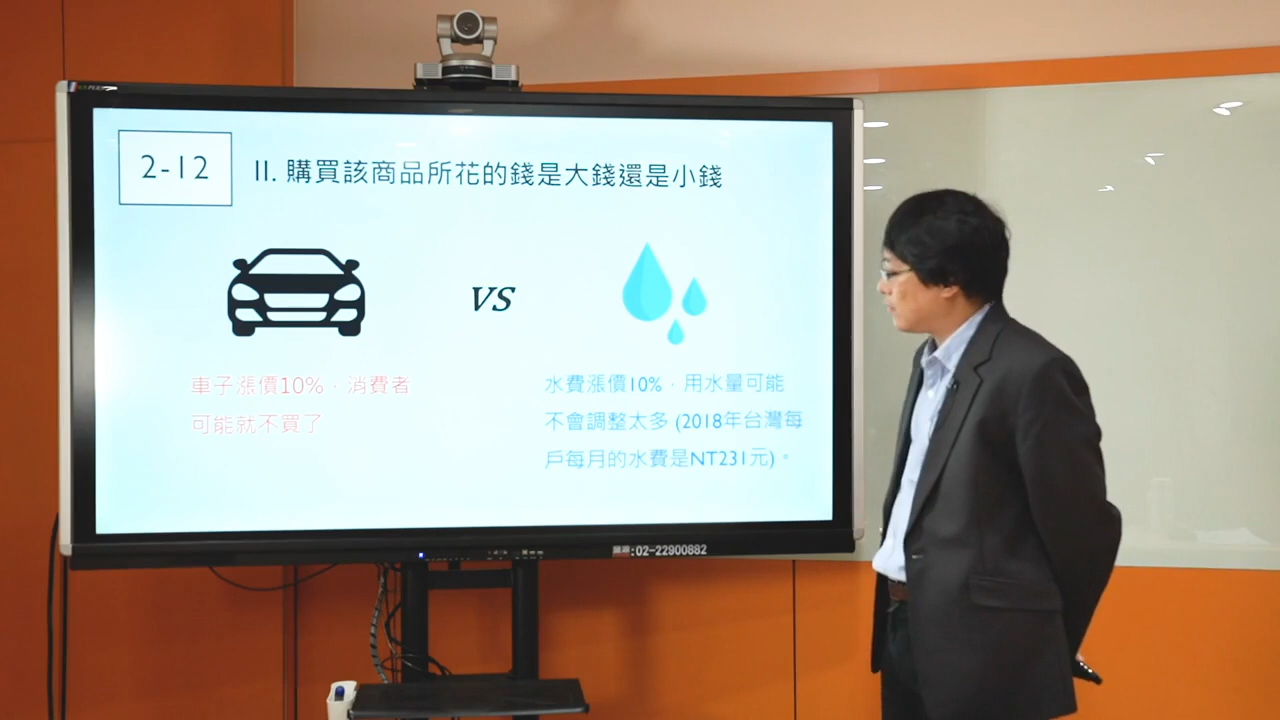 2-12
II. 購買該商品所花的錢是大錢還是小錢
vs
車子漲價10%，消費者
可能就不買了
水費漲價10%，用水量可能
不會調整太多 (2018年台灣每
戶每月的水費是NT231元)。
:02-22900882